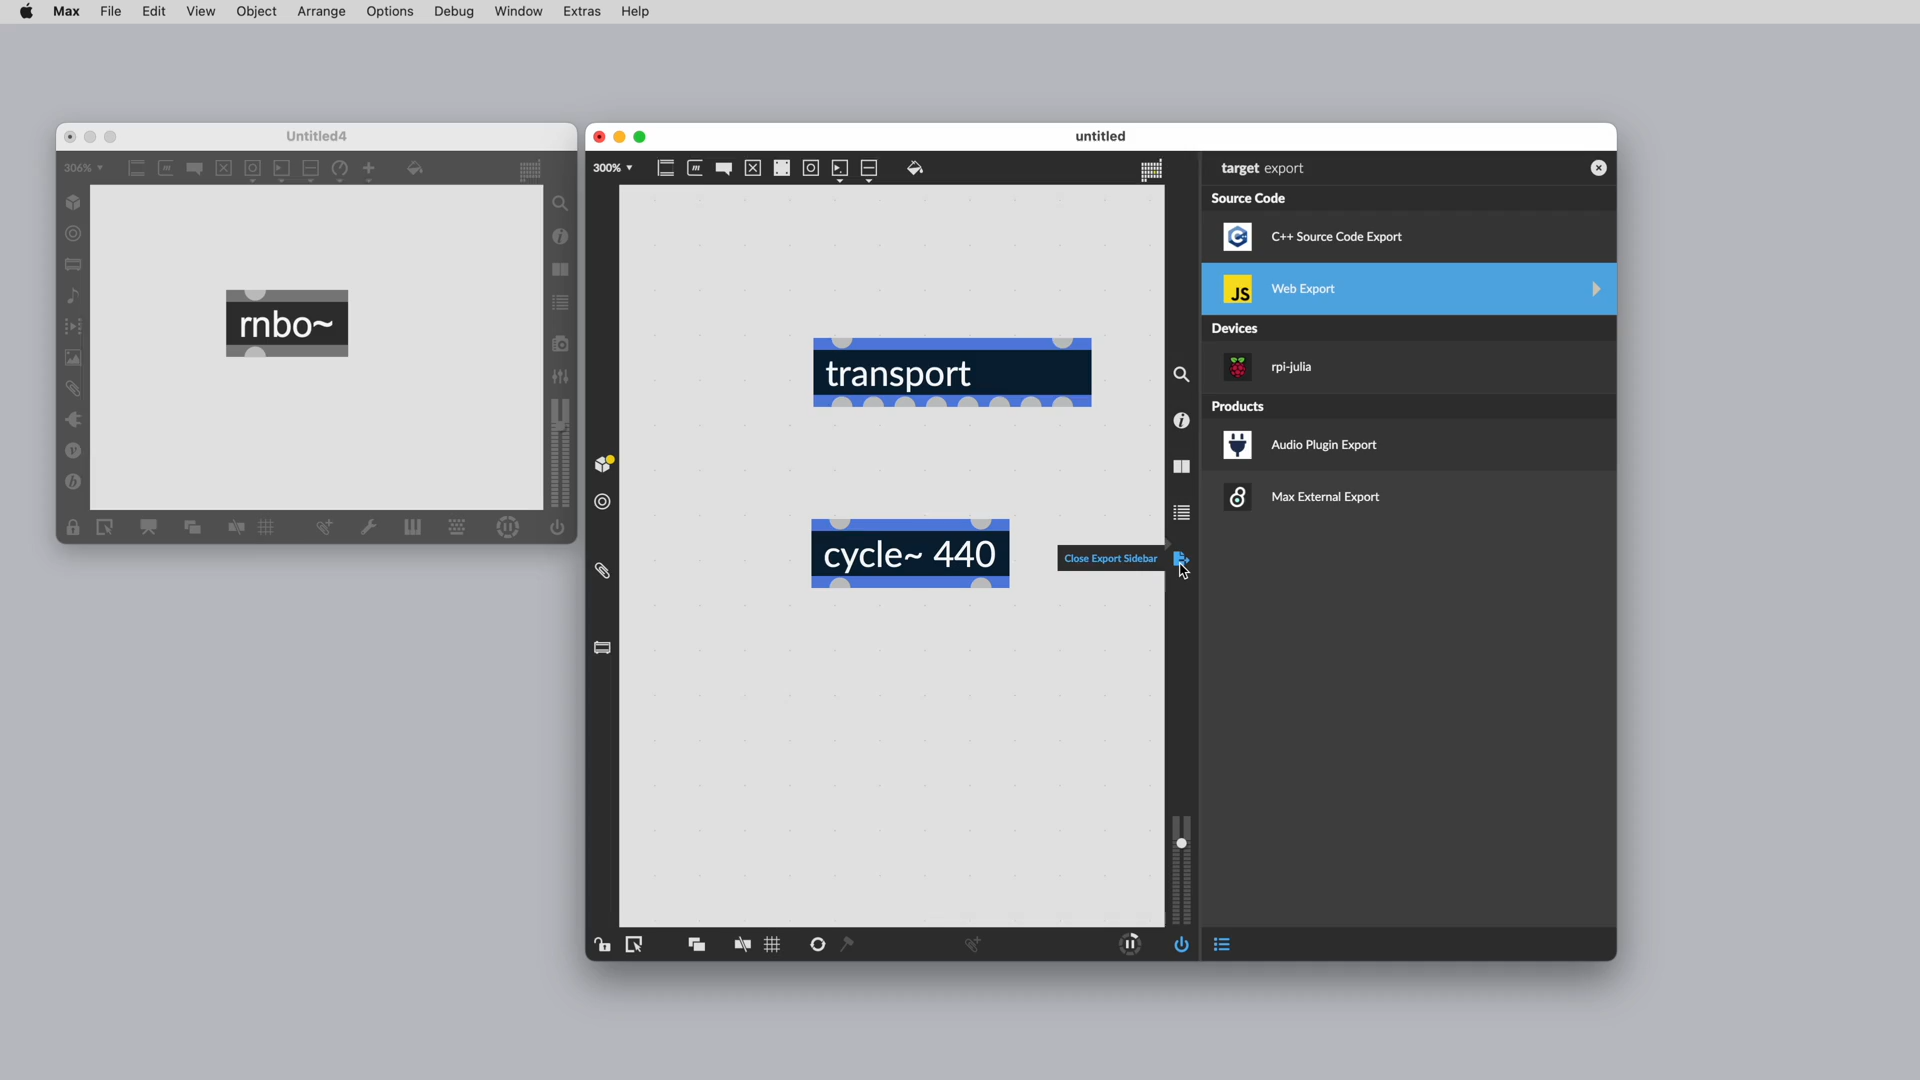 Max File Edit View Object Arrange Options Debug Window Extras Help
Untitled4
306%
m
rnbo~
untitled
300%
m
transport
cycle~ 440
Close Export Sidebar
target export
Source Code
C++ Source Code Export
JS Web Export
Devices
rpi-julia
Products
Audio Plugin Export
Max External Export